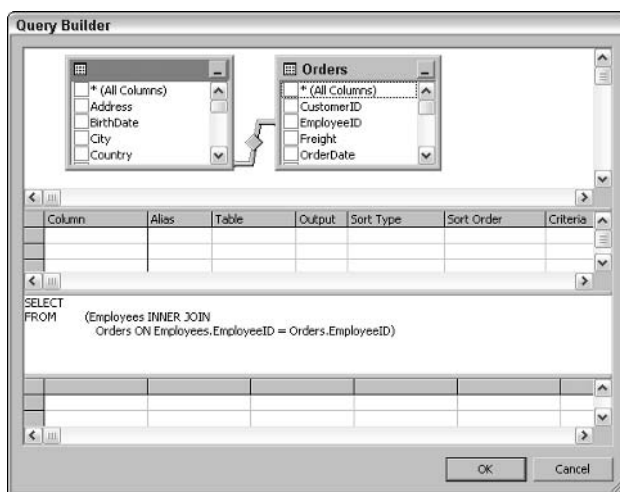 Query Builder
Orders
* (All Columns)
Address
BirthDate
City
Country
* (All Columns)
CustomerID
EmployeeID
Freight
OrderDate
Column Alias Table Output Sort Type Sort Order Criteria
SELECT
FROM (Employees INNER JOIN
Orders ON Employees.EmployeeID = Orders.EmployeeID)
OK Cancel